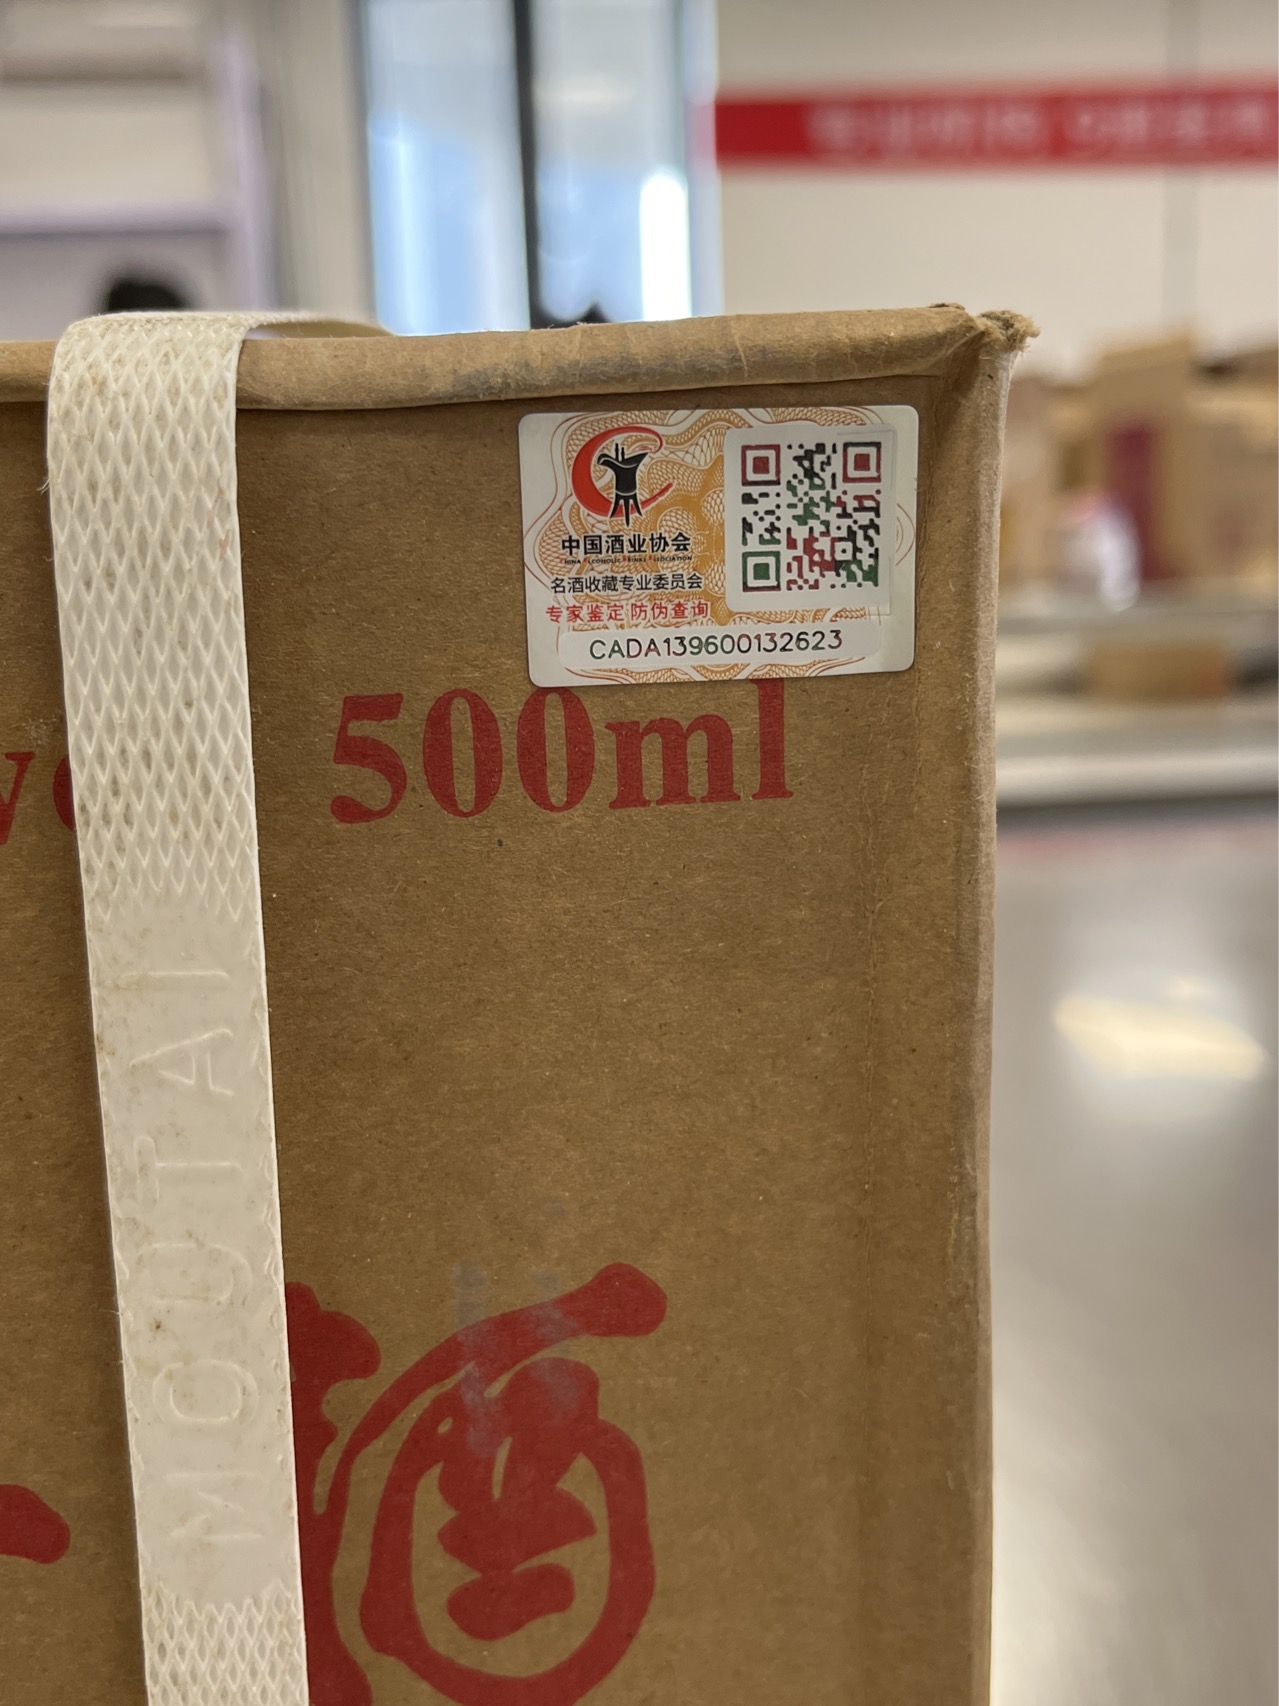 中国酒业协会
名酒收藏专业委员会
专家鉴定 防伪查询
CADA139600132623
500ml
MOUTAI
酒